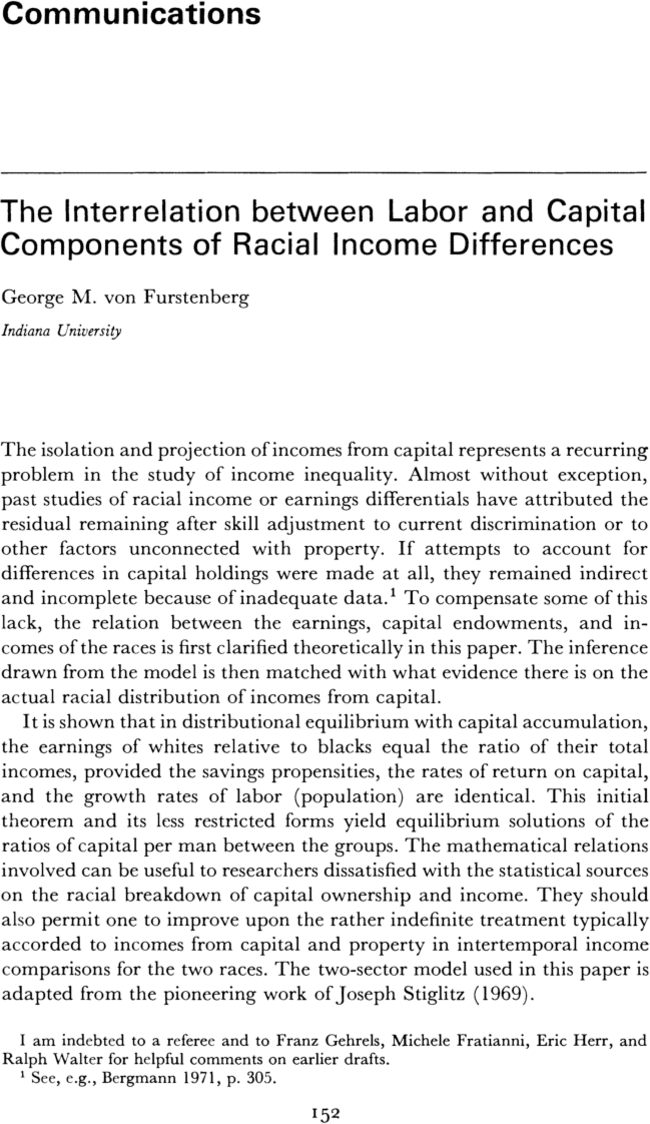 Communications
The Interrelation between Labor and Capital
Components of Racial Income Differences
George M. von Furstenberg
Indiana University
The isolation and projection of incomes from capital represents a recurring
problem in the study of income inequality. Almost without exception,
past studies of racial income or earnings differentials have attributed the
residual remaining after skill adjustment to current discrimination or to
other factors unconnected with property. If attempts to account for
differences in capital holdings were made at all, they remained indirect
and incomplete because of inadequate data.¹ To compensate some of this
lack, the relation between the earnings, capital endowments, and in-
comes of the races is first clarified theoretically in this paper. The inference
drawn from the model is then matched with what evidence there is on the
actual racial distribution of incomes from capital.
It is shown that in distributional equilibrium with capital accumulation,
the earnings of whites relative to blacks equal the ratio of their total
incomes, provided the savings propensities, the rates of return on capital,
and the growth rates of labor (population) are identical. This initial
theorem and its less restricted forms yield equilibrium solutions of the
ratios of capital per man between the groups. The mathematical relations
involved can be useful to researchers dissatisfied with the statistical sources
on the racial breakdown of capital ownership and income. They should
also permit one to improve upon the rather indefinite treatment typically
accorded to incomes from capital and property in intertemporal income
comparisons for the two races. The two-sector model used in this paper is
adapted from the pioneering work of Joseph Stiglitz (1969).
I am indebted to a referee and to Franz Gehrels, Michele Fratianni, Eric Herr, and
Ralph Walter for helpful comments on earlier drafts.
¹ See, e.g., Bergmann 1971, p. 305.
152